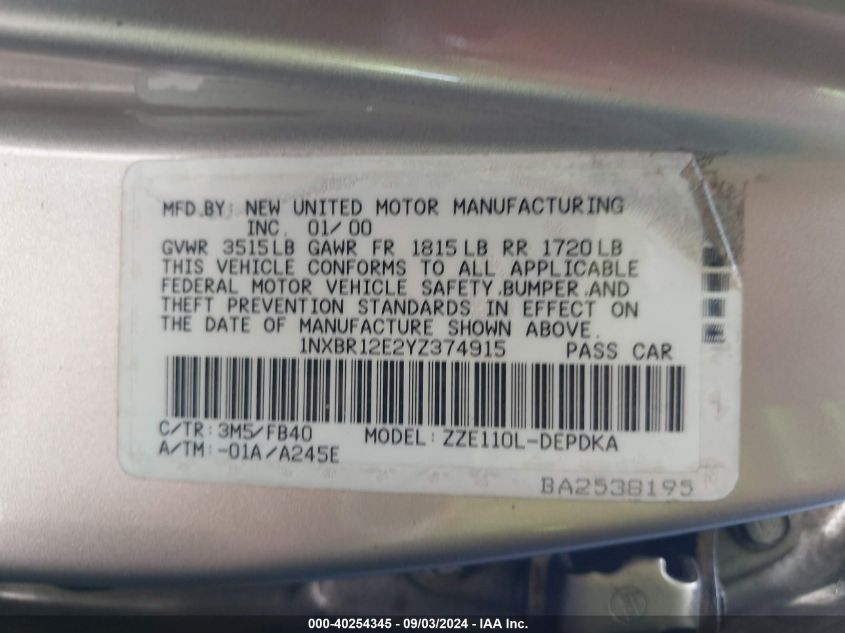 MFD.BY: NEW UNITED MOTOR MANUFACTURING
INC. 01/00
GVWR 3515LB GAWR FR 1815LB RR 1720LB
THIS VEHICLE CONFORMS TO ALL APPLICABLE
FEDERAL MOTOR VEHICLE SAFETY.BUMPER.AND
THEFT PREVENTION STANDARDS IN EFFECT ON
THE DATE OF MANUFACTURE SHOWN ABOVE.
1NXBR12E2YZ374915 PASS CAR
C/TR: 3M5/FB40 MODEL: ZZE110L-DEPDKA
A/TM: -01A/A245E
BA2538195
000-40254345 - 09/03/2024 - IAA Inc.